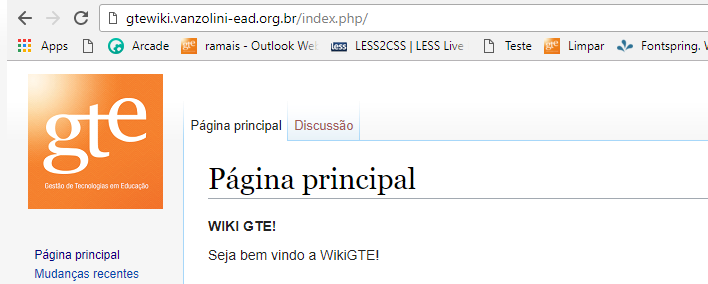 gtewiki.vanzolini-ead.org.br/index.php/
Apps Arcade ramais - Outlook Web LESS2CSS | LESS Live Teste Limpar Fontspring. W
gte
Gestão de Tecnologias em Educação
Página principal Discussão
Página principal
WIKI GTE!
Seja bem vindo a WikiGTE!
Página principal
Mudanças recentes